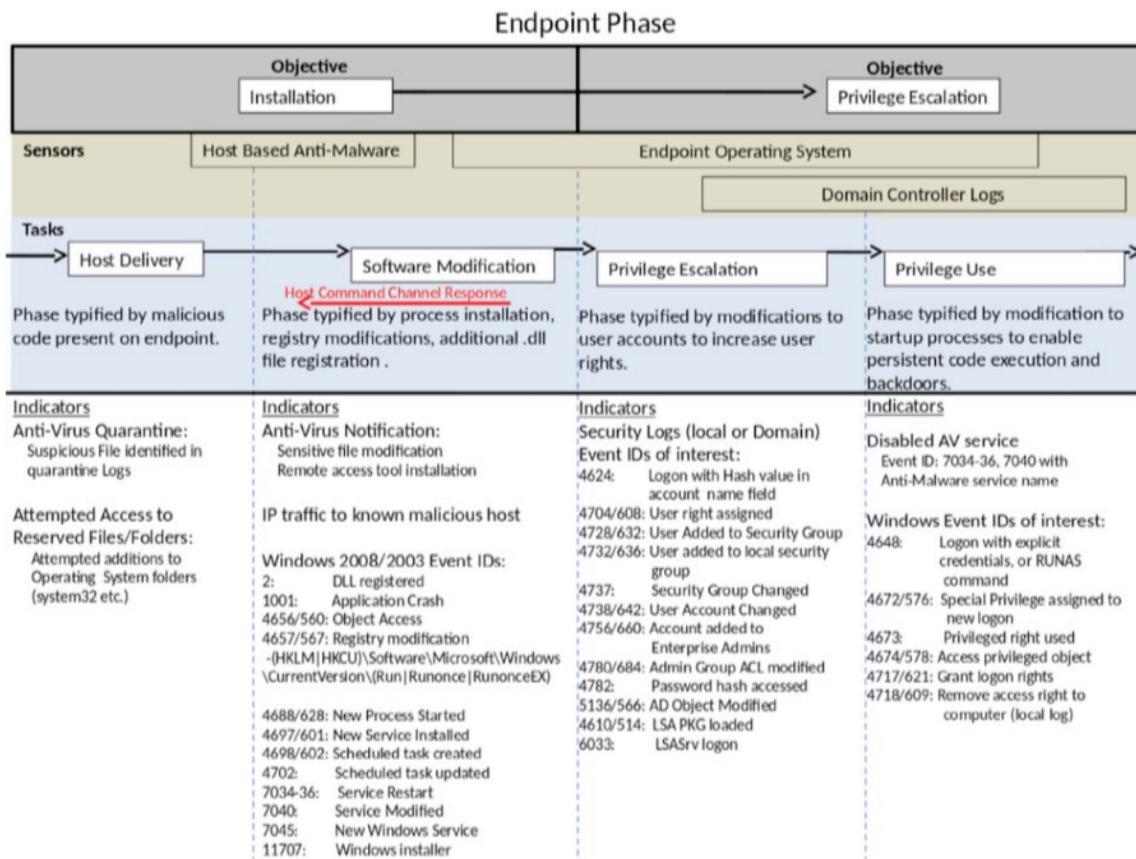 Endpoint Phase
Objective
Installation
Objective
Privilege Escalation
Sensors
Host Based Anti-Malware
Endpoint Operating System
Domain Controller Logs
Tasks
Host Delivery
Software Modification
Privilege Escalation
Privilege Use
Host Command Channel Response
Phase typified by malicious
code present on endpoint.
Phase typified by process installation,
registry modifications, additional .dll
file registration .
Phase typified by modifications to
user accounts to increase user
rights.
Phase typified by modification to
startup processes to enable
persistent code execution and
backdoors.
Indicators
Anti-Virus Quarantine:
Suspicious File identified in
quarantine Logs
Attempted Access to
Reserved Files/Folders:
Attempted additions to
Operating System folders
(system32 etc.)
Indicators
Anti-Virus Notification:
Sensitive file modification
Remote access tool installation
IP traffic to known malicious host
Windows 2008/2003 Event IDs:
2: DLL registered
1001: Application Crash
4656/560: Object Access
4657/567: Registry modification
-(HKLM|HKCU)\Software\Microsoft\Windows
\CurrentVersion\(Run|Runonce|RunonceEX)
4688/628: New Process Started
4697/601: New Service Installed
4698/602: Scheduled task created
4702: Scheduled task updated
7034-36: Service Restart
7040: Service Modified
7045: New Windows Service
11707: Windows installer
Indicators
Security Logs (local or Domain)
Event IDs of interest:
4624: Logon with Hash value in
account name field
4704/608: User right assigned
4728/632: User Added to Security Group
4732/636: User added to local security
group
4737: Security Group Changed
4738/642: User Account Changed
4756/660: Account added to
Enterprise Admins
4780/684: Admin Group ACL modified
4782: Password hash accessed
5136/566: AD Object Modified
4610/514: LSA PKG loaded
6033: LSASrv logon
Indicators
Disabled AV service
Event ID: 7034-36, 7040 with
Anti-Malware service name
Windows Event IDs of interest:
4648: Logon with explicit
credentials, or RUNAS
command
4672/576: Special Privilege assigned to
new logon
4673: Privileged right used
4674/578: Access privileged object
4717/621: Grant logon rights
4718/609: Remove access right to
computer (local log)